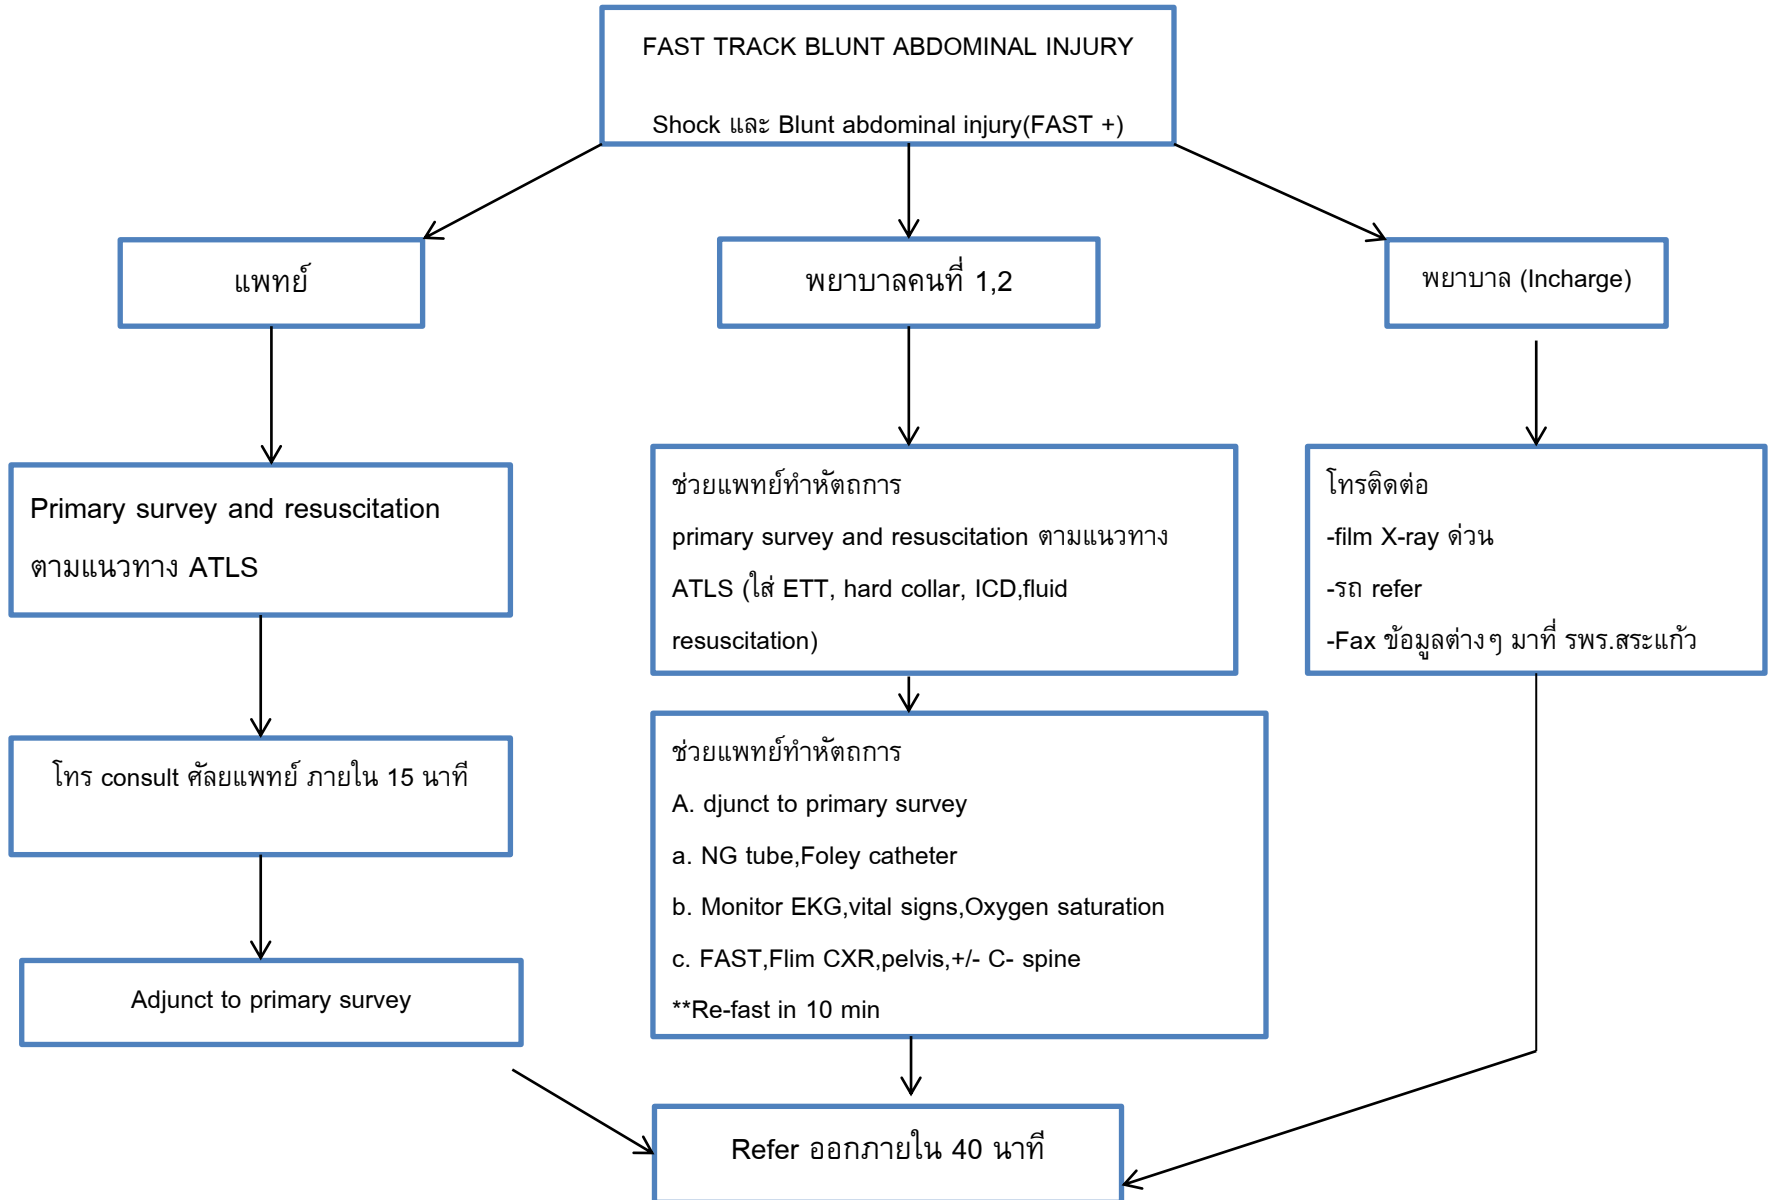 FAST TRACK BLUNT ABDOMINAL INJURY
Shock และ Blunt abdominal injury(FAST +)
แพทย์
พยาบาลคนที่ 1,2
พยาบาล (Incharge)
Primary survey and resuscitation
ตามแนวทาง ATLS
โทร consult ศัลยแพทย์ ภายใน 15 นาที
Adjunct to primary survey
ช่วยแพทย์ทำหัตถการ
primary survey and resuscitation ตามแนวทาง
ATLS (ใส่ ETT, hard collar, ICD,fluid
resuscitation)
ช่วยแพทย์ทำหัตถการ
A. djunct to primary survey
a. NG tube,Foley catheter
b. Monitor EKG,vital signs,Oxygen saturation
c. FAST,Flim CXR,pelvis,+/- C- spine
**Re-fast in 10 min
โทรติดต่อ
-film X-ray ด่วน
-รถ refer
-Fax ข้อมูลต่างๆ มาที่ รพร.สระแก้ว
Refer ออกภายใน 40 นาที